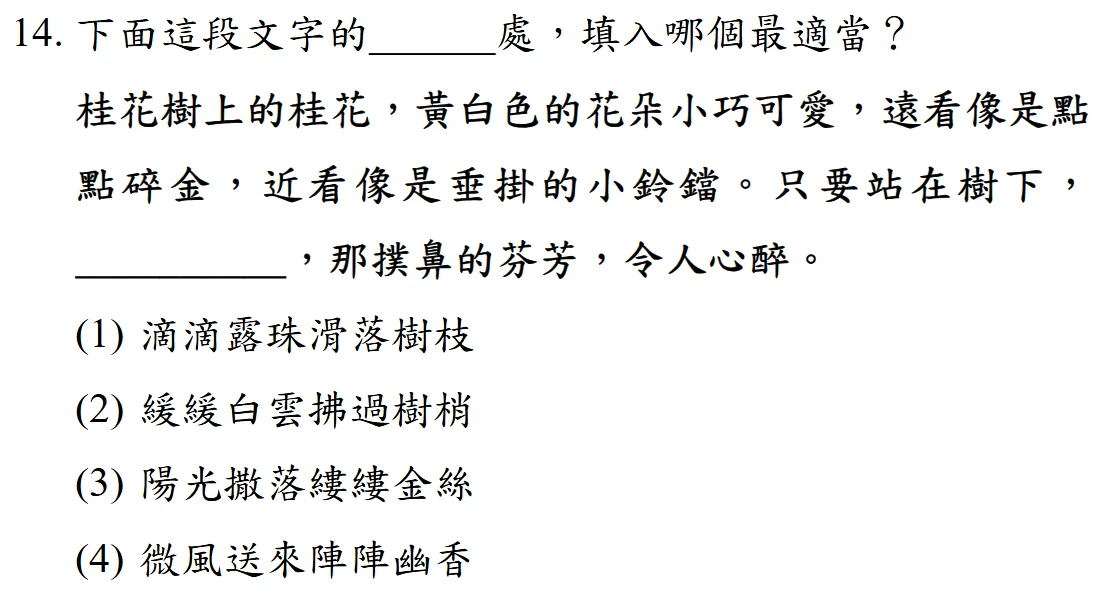 14. 下面這段文字的______處，填入哪個最適當？
桂花樹上的桂花，黃白色的花朵小巧可愛，遠看像是點
點碎金，近看像是垂掛的小鈴鐺。只要站在樹下，
__________，那撲鼻的芬芳，令人心醉。
(1) 滴滴露珠滑落樹枝
(2) 緩緩白雲拂過樹梢
(3) 陽光撒落縷縷金絲
(4) 微風送來陣陣幽香